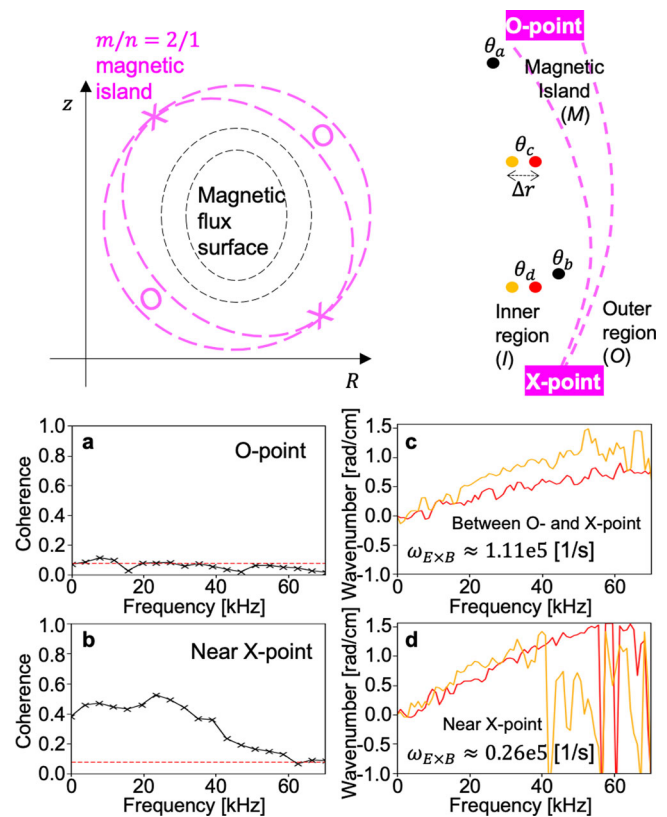 m/n = 2/1
magnetic
island
z
Magnetic
flux
surface
R
O-point
θa
Magnetic
Island
(M)
θc
Δr
θb
θd
Inner
region
(I)
Outer
region
(O)
X-point
a
O-point
Coherence
1.0
0.8
0.6
0.4
0.2
0.0
0 20 40 60
Frequency [kHz]
b
Near X-point
Coherence
1.0
0.8
0.6
0.4
0.2
0.0
0 20 40 60
Frequency [kHz]
c
Wavenumber [rad/cm]
1.5
1.0
0.5
0.0
-0.5
-1.0
Between O- and X-point
ωE×B ≈ 1.11e5 [1/s]
0 20 40 60
Frequency [kHz]
d
Wavenumber [rad/cm]
1.5
1.0
0.5
0.0
-0.5
-1.0
Near X-point
ωE×B ≈ 0.26e5 [1/s]
0 20 40 60
Frequency [kHz]